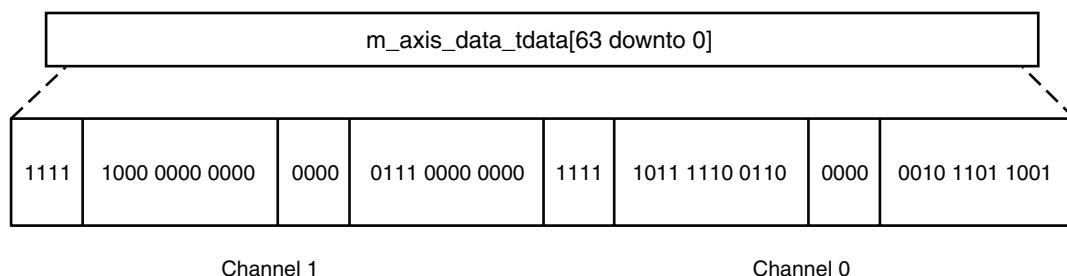 m_axis_data_tdata[63 downto 0]
1111 1000 0000 0000 0000 0111 0000 0000 1111 1011 1110 0110 0000 0010 1101 1001
Channel 1 Channel 0